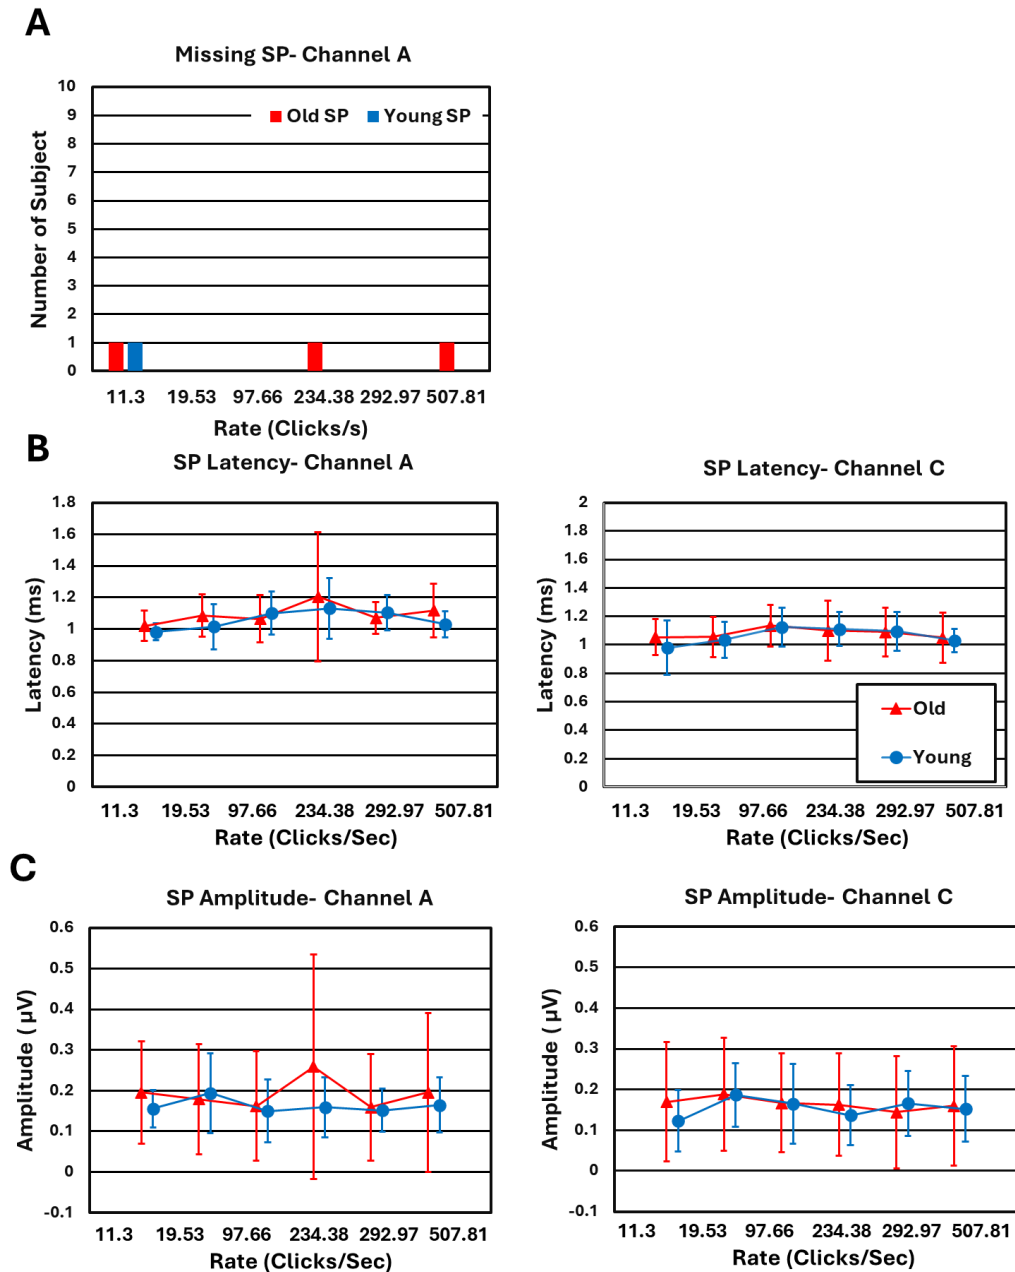 A
Missing SP- Channel A
Number of Subject
10
9
8
7
6
5
4
3
2
1
0
Old SP Young SP
11.3 19.53 97.66 234.38 292.97 507.81
Rate (Clicks/s)
B
SP Latency- Channel A
Latency (ms)
1.8
1.6
1.4
1.2
1
0.8
0.6
0.4
0.2
0
11.3 19.53 97.66 234.38 292.97 507.81
Rate (Clicks/Sec)
SP Latency- Channel C
Latency (ms)
2
1.8
1.6
1.4
1.2
1
0.8
0.6
0.4
0.2
0
Old
Young
11.3 19.53 97.66 234.38 292.97 507.81
Rate (Clicks/Sec)
C
SP Amplitude- Channel A
Amplitude ( µV)
0.6
0.5
0.4
0.3
0.2
0.1
0
-0.1
11.3 19.53 97.66 234.38 292.97 507.81
Rate (Clicks/Sec)
SP Amplitude- Channel C
Amplitude ( µV)
0.6
0.5
0.4
0.3
0.2
0.1
0
-0.1
11.3 19.53 97.66 234.38 292.97 507.81
Rate (Clicks/Sec)